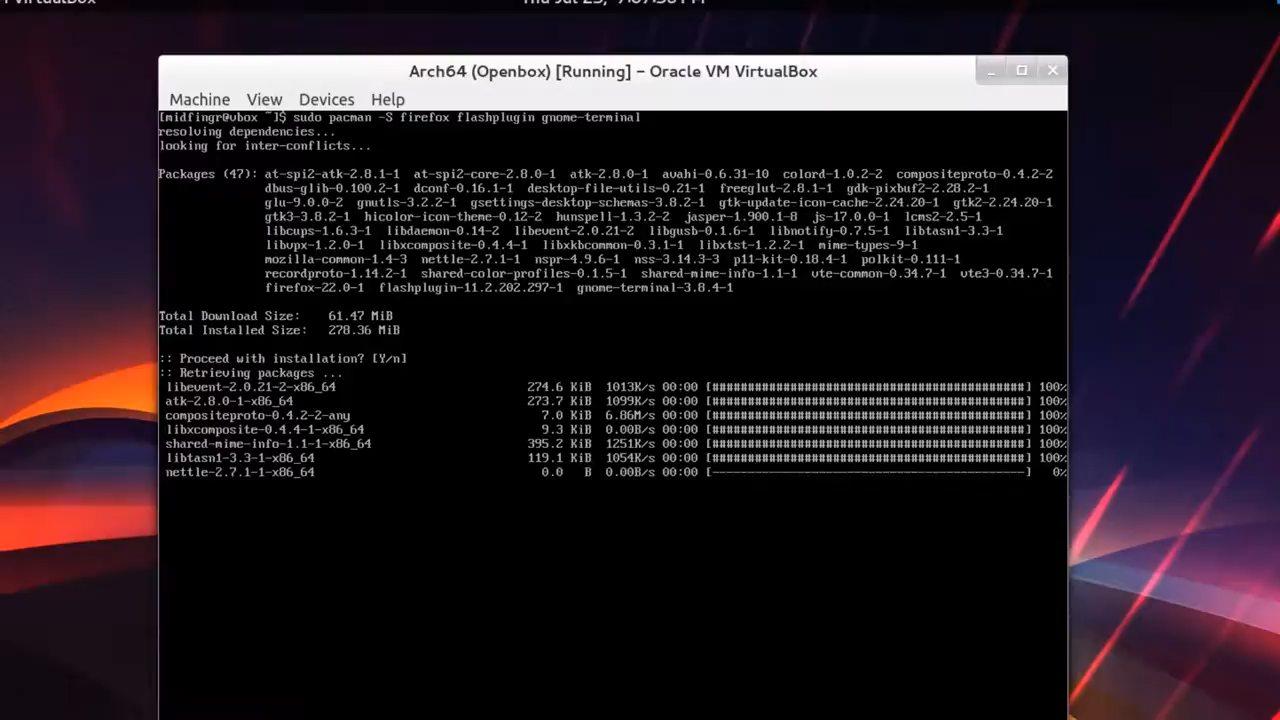 VirtualBox
Arch64 (Openbox) [Running] – Oracle VM VirtualBox
Machine View Devices Help
[midfingr@vbox ~]$ sudo pacman -S firefox flashplugin gnome-terminal
resolving dependencies...
looking for inter-conflicts...
Packages (47): at-spi2-atk-2.8.1-1 at-spi2-core-2.8.0-1 atk-2.8.0-1 avahi-0.6.31-10 colord-1.0.2-2 compositeproto-0.4.2-2
dbus-glib-0.100.2-1 dconf-0.16.1-1 desktop-file-utils-0.21-1 freeglut-2.8.1-1 gdk-pixbuf2-2.28.2-1
glu-9.0.0-2 gnutls-3.2.2-1 gsettings-desktop-schemas-3.8.2-1 gtk-update-icon-cache-2.24.20-1 gtk2-2.24.20-1
gtk3-3.8.2-1 hicolor-icon-theme-0.12-2 hunspell-1.3.2-2 jasper-1.900.1-8 js-17.0.0-1 lcms2-2.5-1
libcups-1.6.3-1 libdaemon-0.14-2 libevent-2.0.21-2 libgusb-0.1.6-1 libnotify-0.7.5-1 libtasn1-3.3-1
libvpx-1.2.0-1 libxcomposite-0.4.4-1 libxkbcommon-0.3.1-1 libxtst-1.2.2-1 mime-types-9-1
mozilla-common-1.4-3 nettle-2.7.1-1 nspr-4.9.6-1 nss-3.14.3-3 p11-kit-0.18.4-1 polkit-0.111-1
recordproto-1.14.2-1 shared-color-profiles-0.1.5-1 shared-mime-info-1.1-1 vte-common-0.34.7-1 vte3-0.34.7-1
firefox-22.0-1 flashplugin-11.2.202.297-1 gnome-terminal-3.8.4-1
Total Download Size: 61.47 MiB
Total Installed Size: 278.36 MiB
:: Proceed with installation? [Y/n]
:: Retrieving packages ...
libevent-2.0.21-2-x86_64 274.6 KiB 1013K/s 00:00 [##############################################] 100%
atk-2.8.0-1-x86_64 273.7 KiB 1099K/s 00:00 [##############################################] 100%
compositeproto-0.4.2-2-any 7.0 KiB 6.86M/s 00:00 [##############################################] 100%
libxcomposite-0.4.4-1-x86_64 9.3 KiB 0.00B/s 00:00 [##############################################] 100%
shared-mime-info-1.1-1-x86_64 395.2 KiB 1251K/s 00:00 [##############################################] 100%
libtasn1-3.3-1-x86_64 119.1 KiB 1054K/s 00:00 [##############################################] 100%
nettle-2.7.1-1-x86_64 0.0 B 0.00B/s 00:00 [----------------------------------------------] 0%